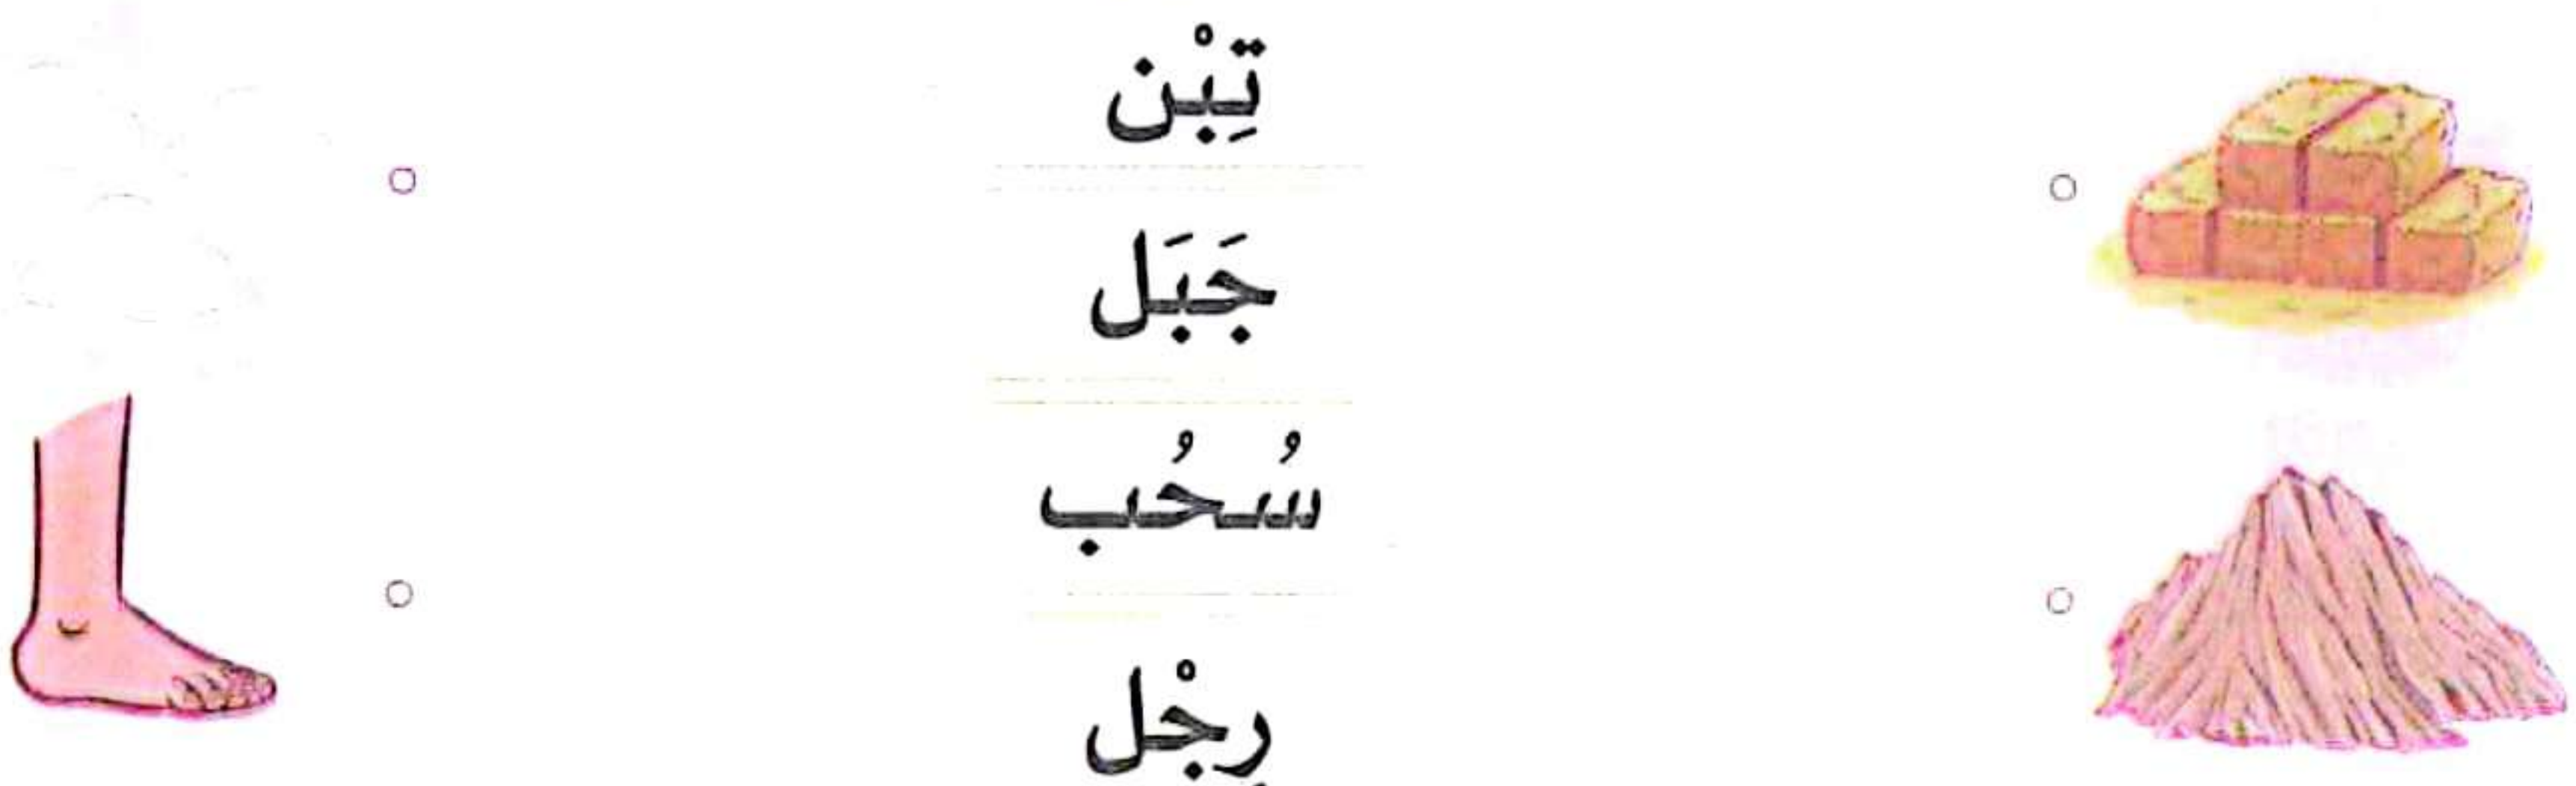 تِبْن
جَبَل
سُحُب
رِجْل